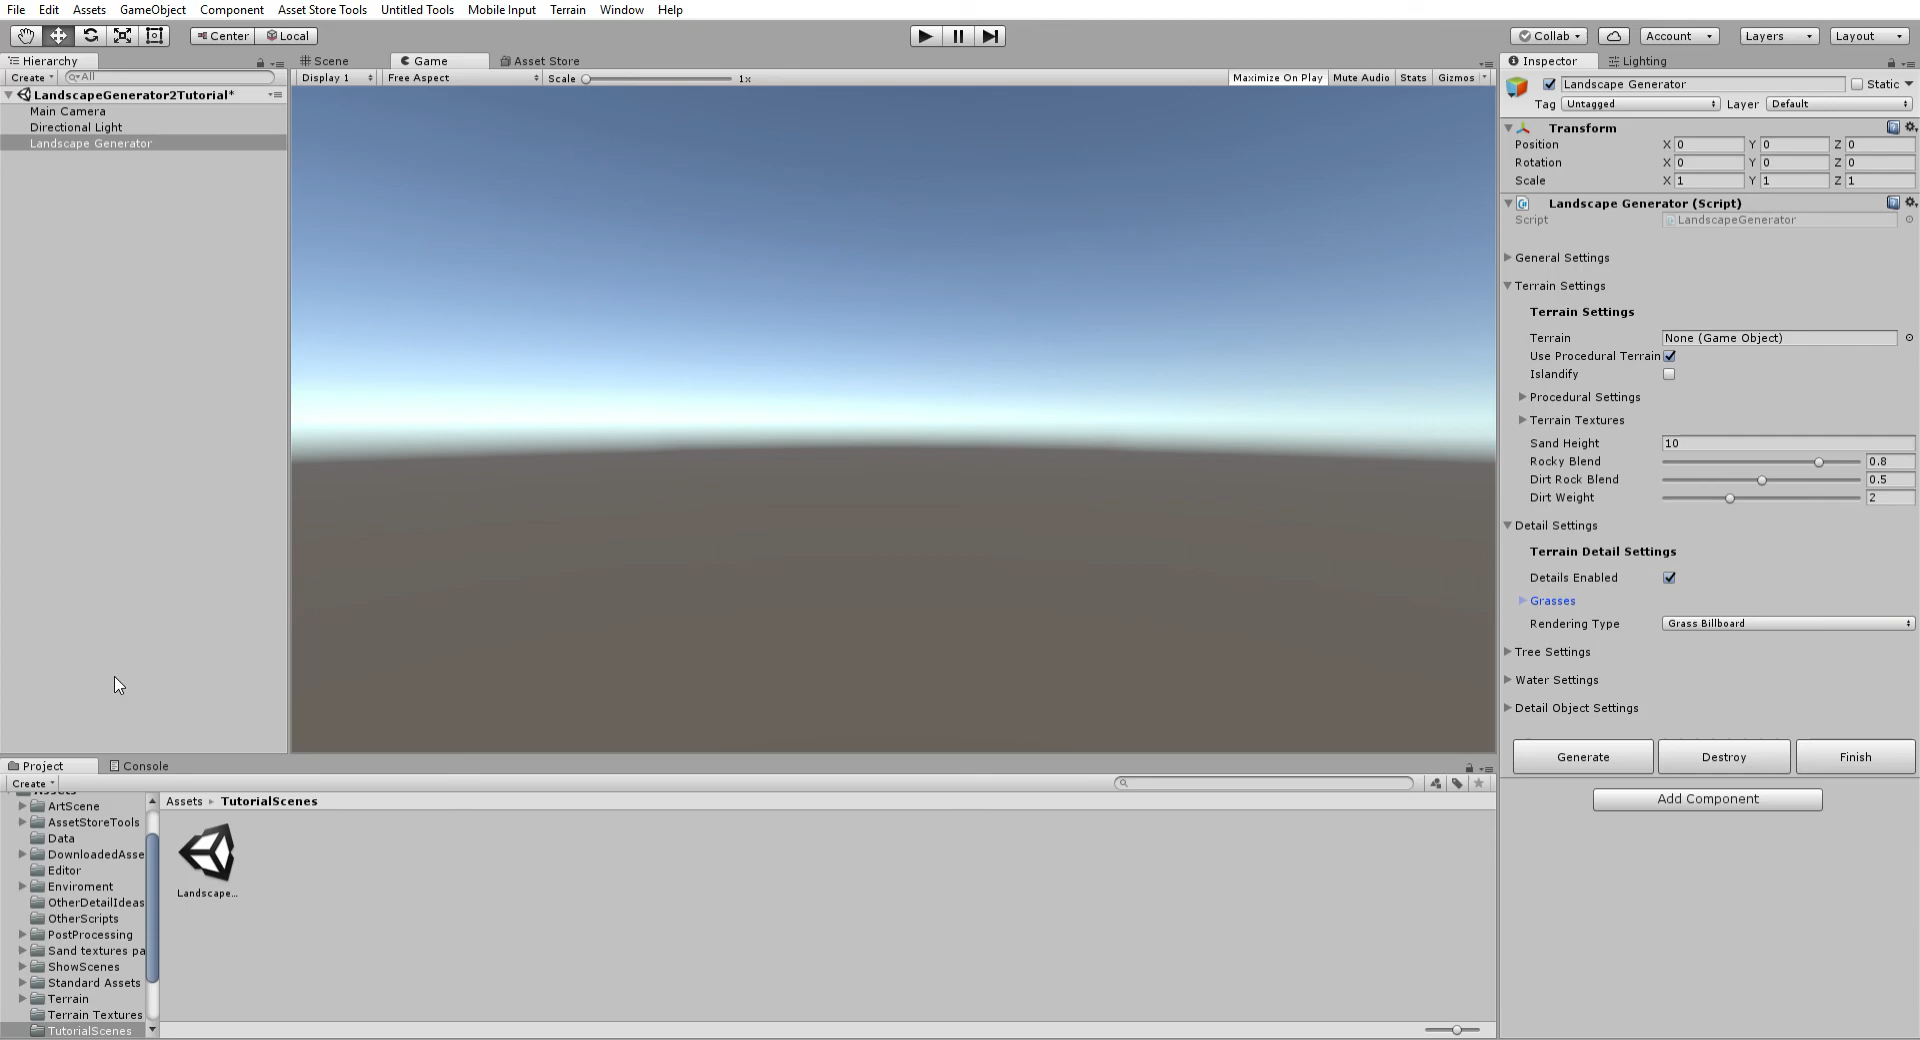 File Edit Assets GameObject Component Asset Store Tools Untitled Tools Mobile Input Terrain Window Help
Center Local Collab Account Layers Layout
Hierarchy Scene Game Asset Store Inspector Lighting
Create All Display 1 Free Aspect Scale 1x Maximize On Play Mute Audio Stats Gizmos
LandscapeGenerator2Tutorial*
Main Camera
Directional Light
Landscape Generator
Landscape Generator Static
Tag Untagged Layer Default
Transform
Position X 0 Y 0 Z 0
Rotation X 0 Y 0 Z 0
Scale X 1 Y 1 Z 1
Landscape Generator (Script)
Script LandscapeGenerator
General Settings
Terrain Settings
Terrain Settings
Terrain None (Game Object)
Use Procedural Terrain
Islandify
Procedural Settings
Terrain Textures
Sand Height 10
Rocky Blend 0.8
Dirt Rock Blend 0.5
Dirt Weight 2
Detail Settings
Terrain Detail Settings
Details Enabled
Grasses
Rendering Type Grass Billboard
Tree Settings
Water Settings
Detail Object Settings
Generate Destroy Finish
Add Component
Project Console
Create
ArtScene
AssetStoreTools
Data
DownloadedAsse
Editor
Enviroment
OtherDetailIdeas
OtherScripts
PostProcessing
Sand textures pa
ShowScenes
Standard Assets
Terrain
Terrain Textures
TutorialScenes
Assets TutorialScenes
Landscape...